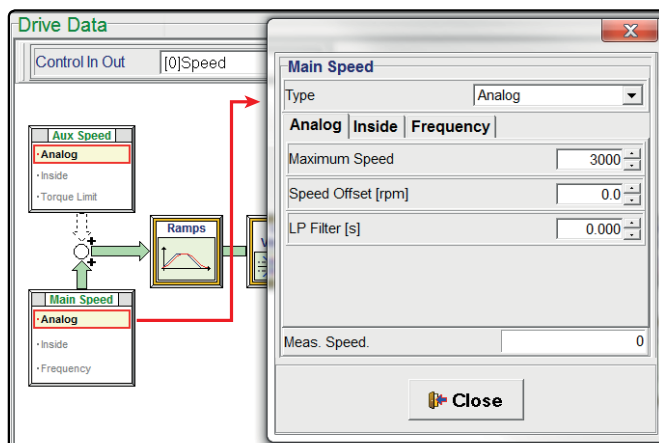 Drive Data
Control In Out [0]Speed
Aux Speed
·Analog
·Inside
·Torque Limit
+
+
Ramps
V
Main Speed
·Analog
·Inside
·Frequency
X
Main Speed
Type Analog
Analog Inside Frequency
Maximum Speed 3000
Speed Offset [rpm] 0.0
LP Filter [s] 0.000
Meas. Speed. 0
Close